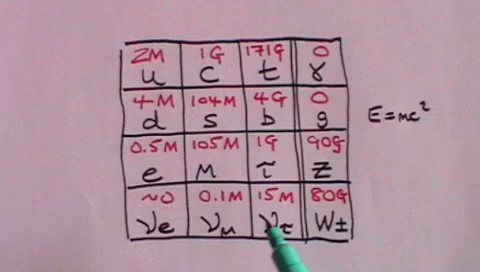 2M 1G 171G 0
u c t γ
4M 104M 4G 0
d s b g
E=mc²
0.5M 105M 1G 90G
e μ τ Z
~0 0.1M 15M 80G
νe νμ ντ W±